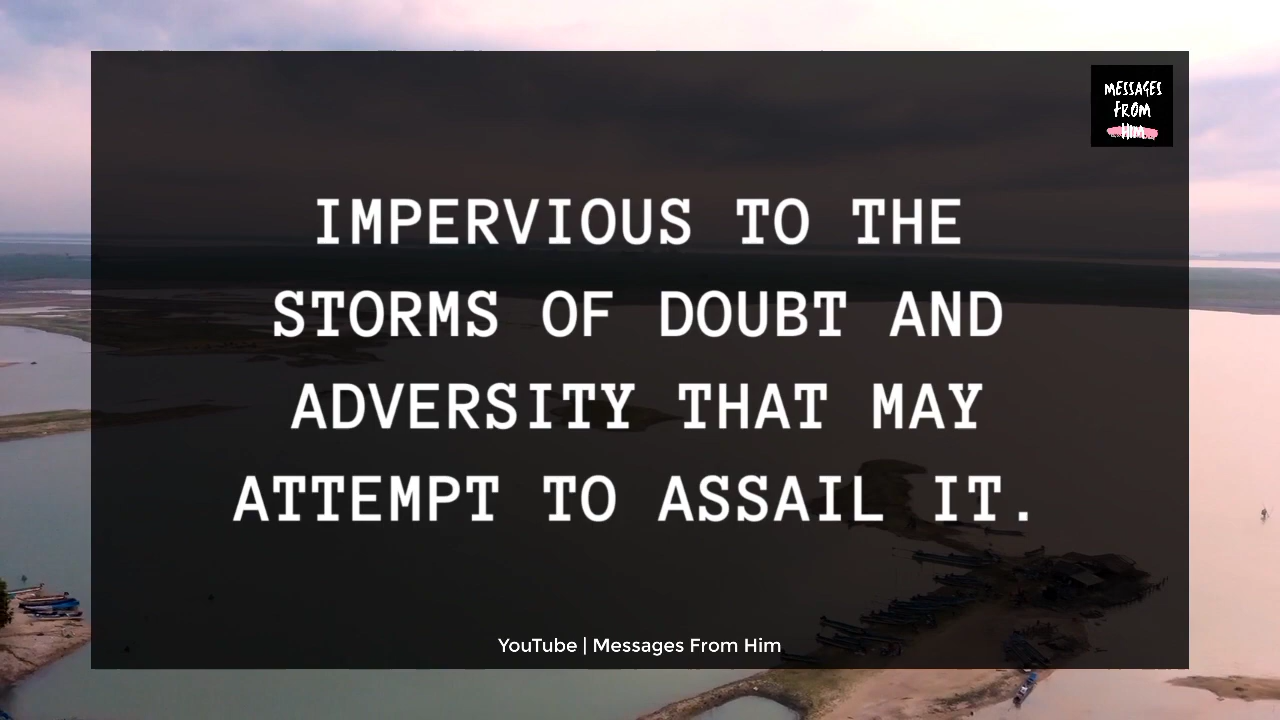 MESSAGES
FROM
HIM
IMPERVIOUS TO THE
STORMS OF DOUBT AND
ADVERSITY THAT MAY
ATTEMPT TO ASSAIL IT.
YouTube | Messages From Him